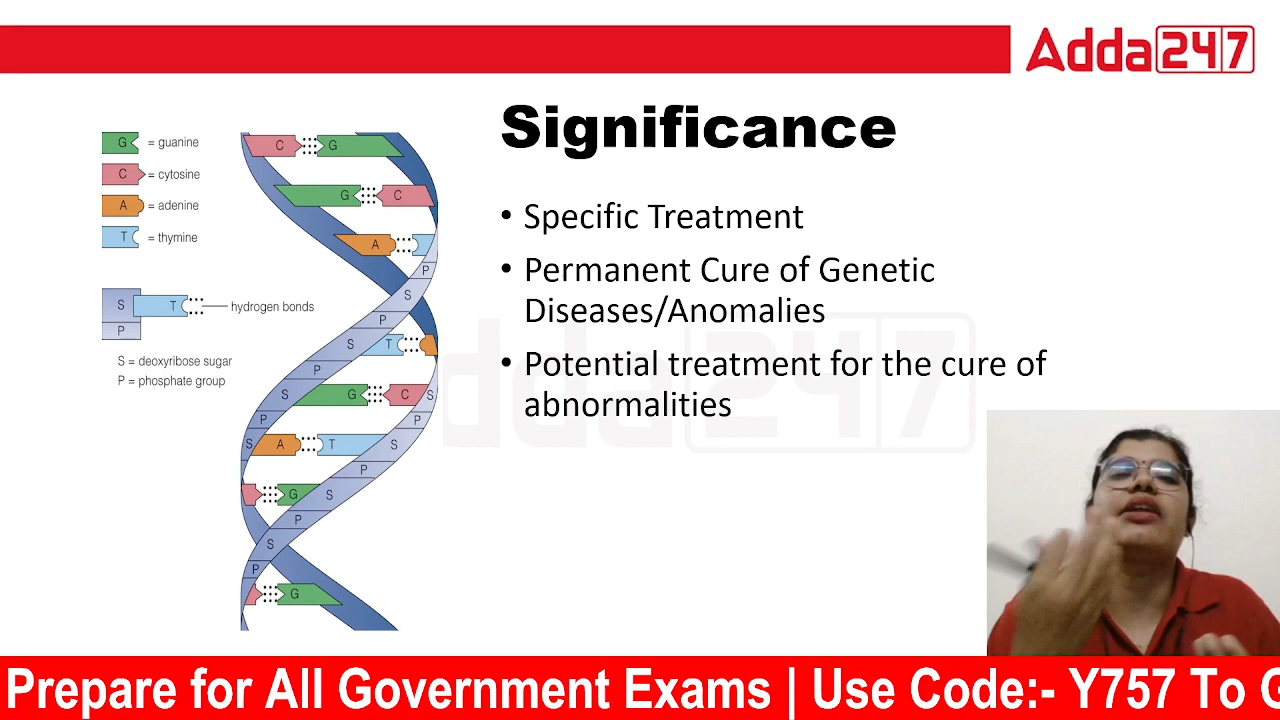 Adda247
Significance
G = guanine
C = cytosine
A = adenine
T = thymine
S T hydrogen bonds
P
S = deoxyribose sugar
P = phosphate group
C G
G C
A
P
S
P
S T
P
S G C S
P P
S A T S
P
G S
P
S
P
G
• Specific Treatment
• Permanent Cure of Genetic
Diseases/Anomalies
• Potential treatment for the cure of
abnormalities
Adda247
Prepare for All Government Exams | Use Code:- Y757 To G